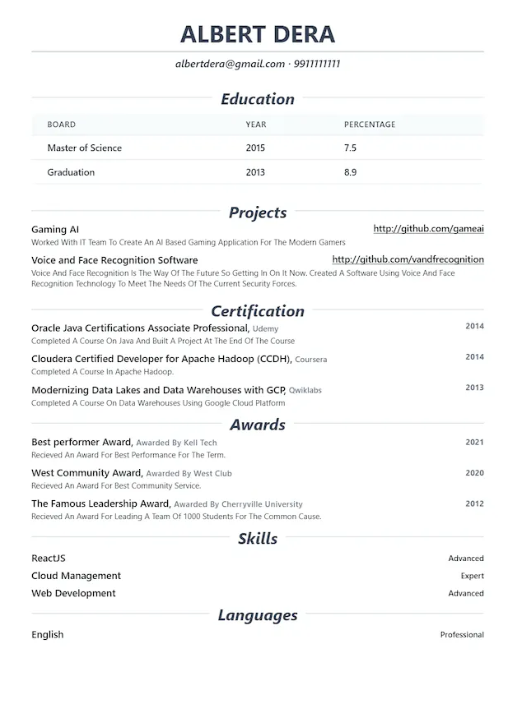 ALBERT DERA
albertdera@gmail.com · 9911111111
Education
BOARD YEAR PERCENTAGE
Master of Science 2015 7.5
Graduation 2013 8.9
Projects
Gaming AI http://github.com/gameai
Worked With IT Team To Create An AI Based Gaming Application For The Modern Gamers
Voice and Face Recognition Software http://github.com/vandfrecognition
Voice And Face Recognition Is The Way Of The Future So Getting In On It Now. Created A Software Using Voice And Face
Recognition Technology To Meet The Needs Of The Current Security Forces.
Certification
Oracle Java Certifications Associate Professional, Udemy 2014
Completed A Course On Java And Built A Project At The End Of The Course
Cloudera Certified Developer for Apache Hadoop (CCDH), Coursera 2014
Completed A Course In Apache Hadoop.
Modernizing Data Lakes and Data Warehouses with GCP, Qwiklabs 2013
Completed A Course On Data Warehouses Using Google Cloud Platform
Awards
Best performer Award, Awarded By Kell Tech 2021
Recieved An Award For Best Performance For The Term.
West Community Award, Awarded By West Club 2020
Recieved An Award For Best Community Service.
The Famous Leadership Award, Awarded By Cherryville University 2012
Recieved An Award For Leading A Team Of 1000 Students For The Common Cause.
Skills
ReactJS Advanced
Cloud Management Expert
Web Development Advanced
Languages
English Professional